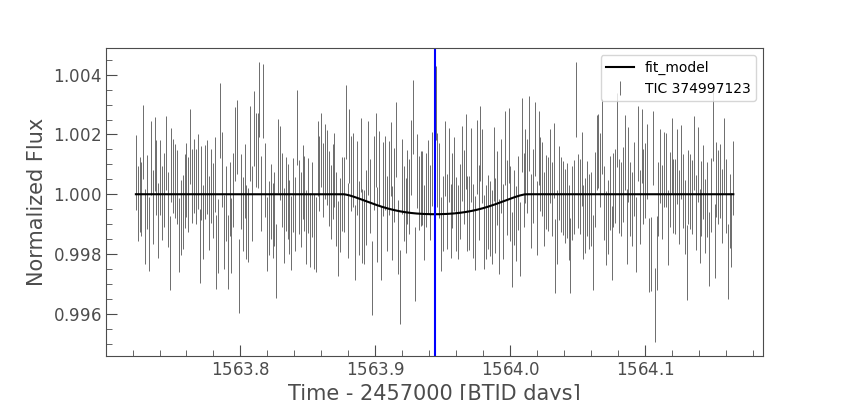 fit_model
TIC 374997123
1.004
1.002
1.000
0.998
0.996
Normalized Flux
1563.8 1563.9 1564.0 1564.1
Time - 2457000 [BTJD days]